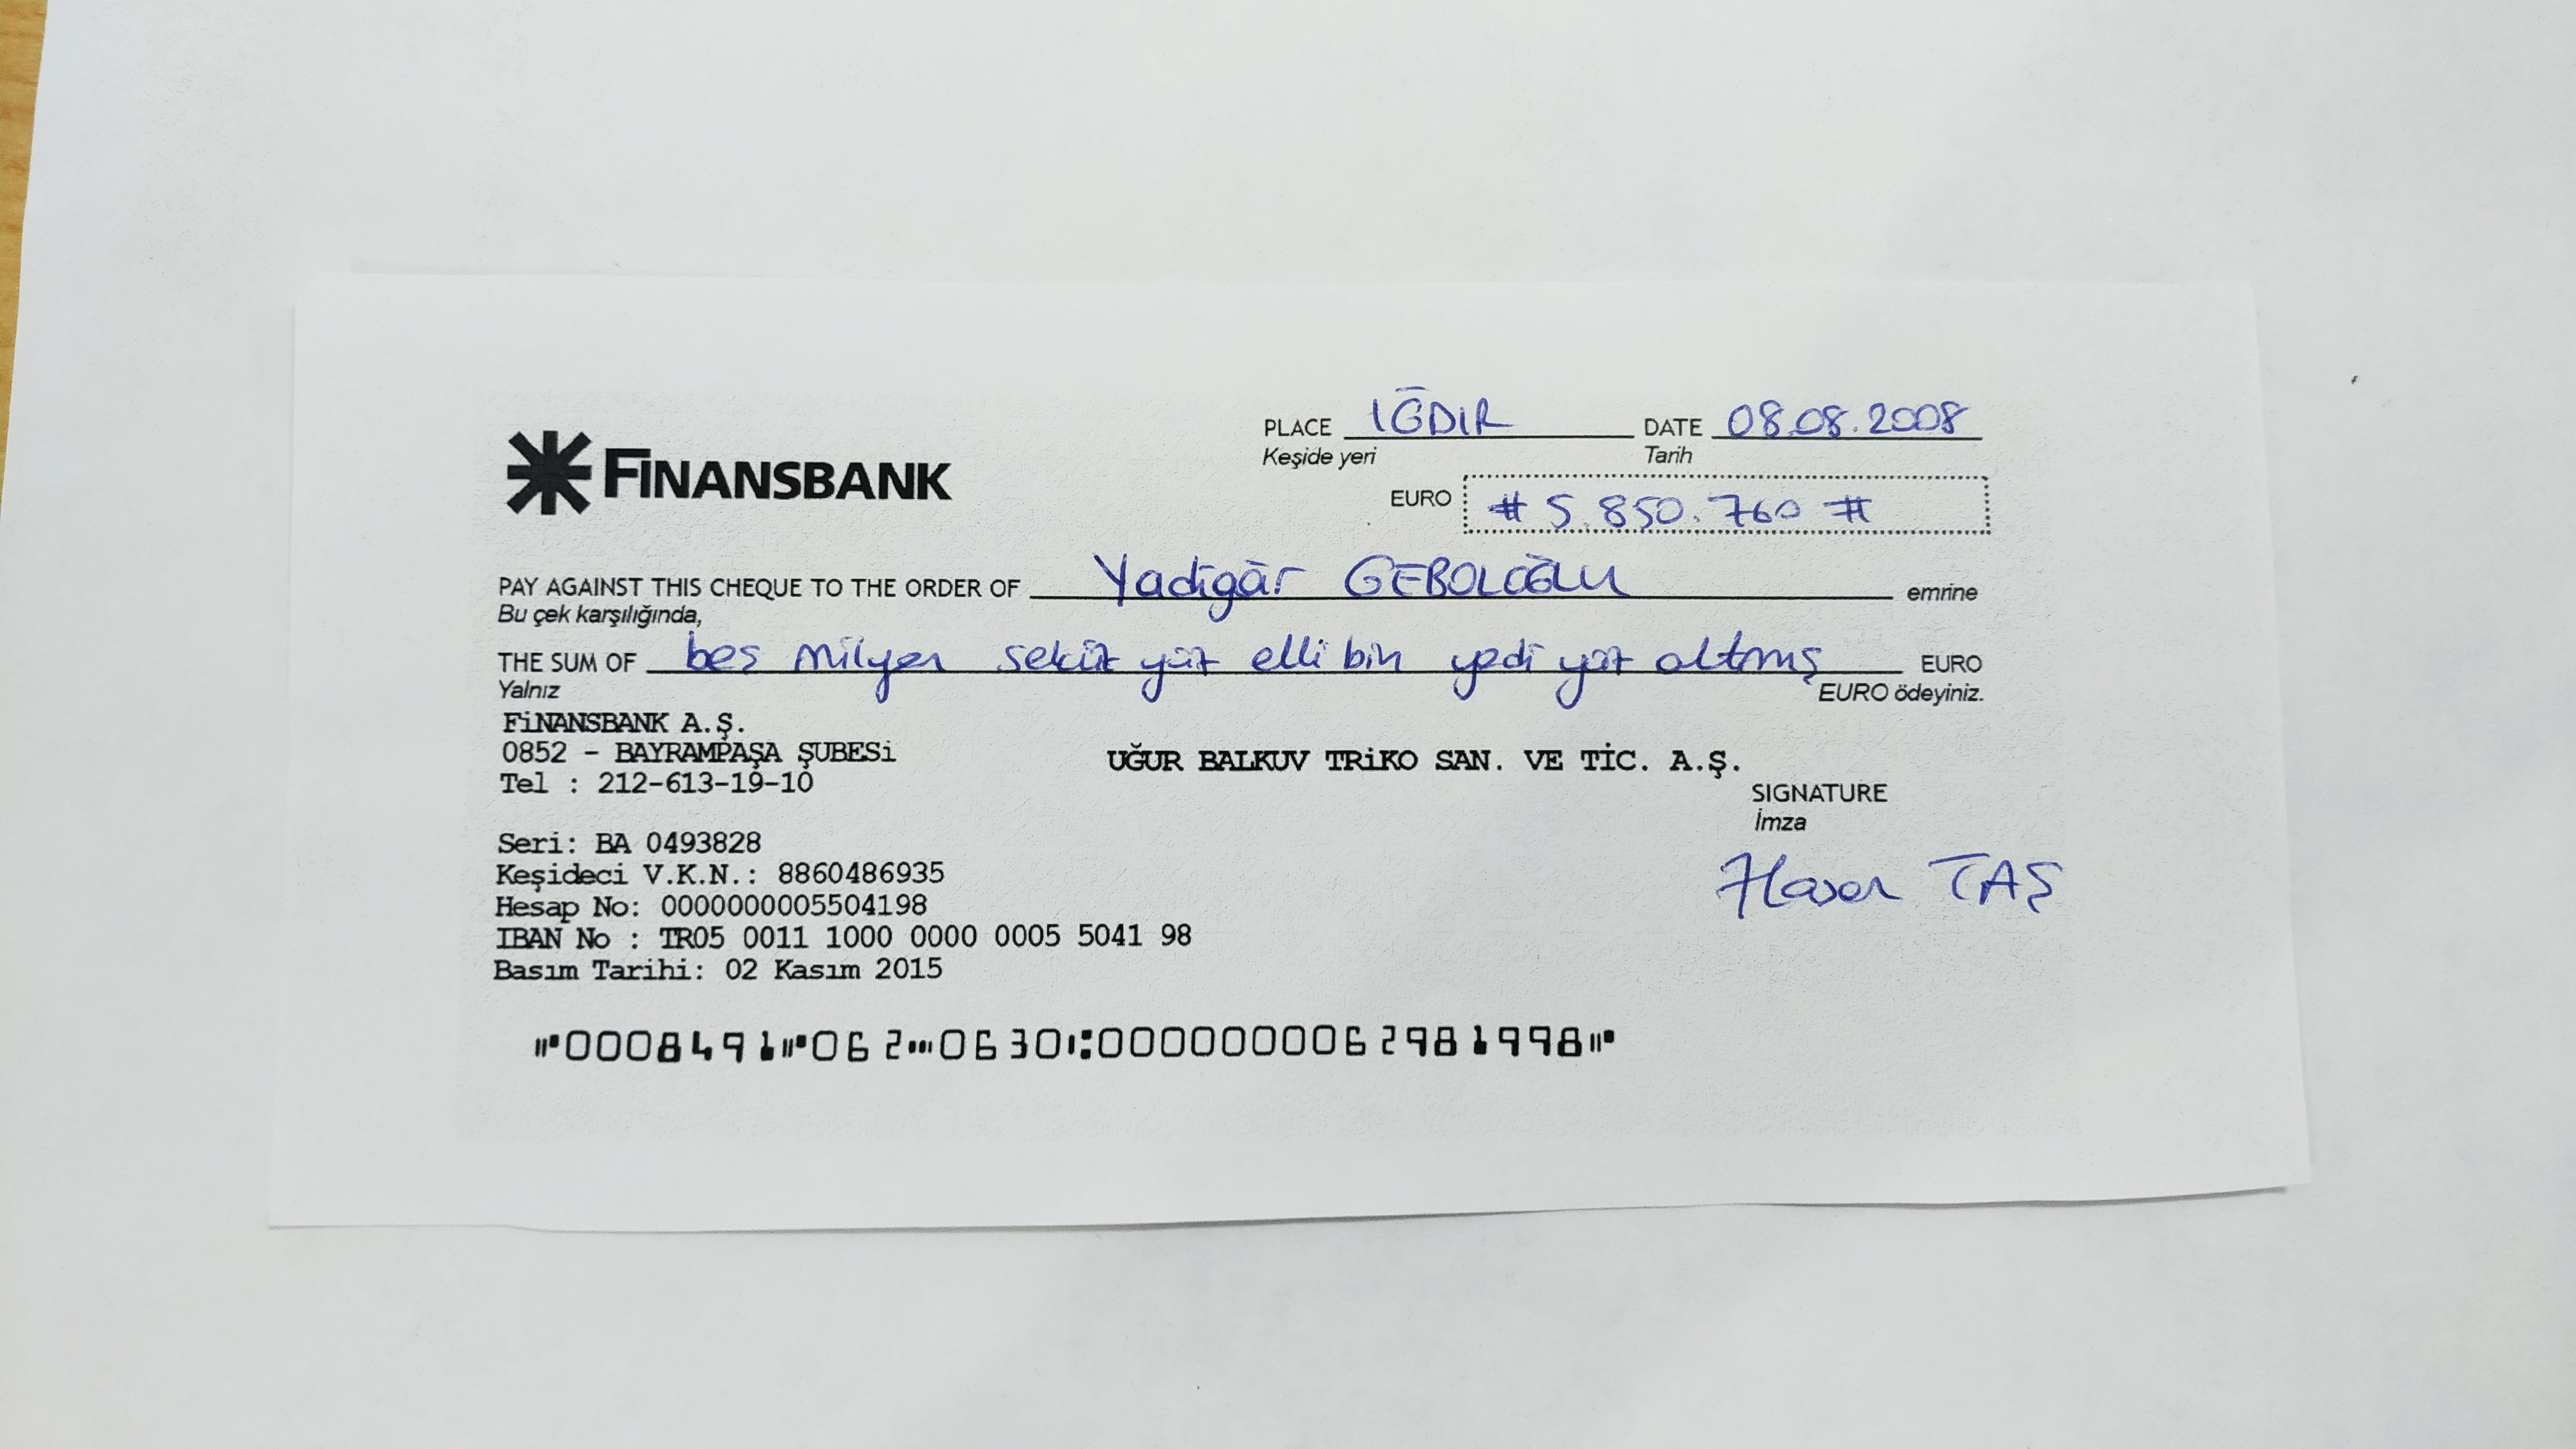 FiNANSBANK
PLACE IĞDIR DATE 08.08.2008
Keşide yeri Tarih
EURO # 5.850.760 #
PAY AGAINST THIS CHEQUE TO THE ORDER OF Yadigâr GEBOLOĞLU emrine
Bu çek karşılığında,
THE SUM OF beş milyon sekiz yüz elli bin yedi yüz altmış EURO
Yalnız EURO ödeyiniz.
FiNANSBANK A.Ş.
0852 - BAYRAMPAŞA ŞUBESi
Tel : 212-613-19-10
UĞUR BALKUV TRiKO SAN. VE TİC. A.Ş.
SIGNATURE
İmza
Hasan TAŞ
Seri: BA 0493828
Keşideci V.K.N.: 8860486935
Hesap No: 0000000005504198
IBAN No : TR05 0011 1000 0000 0005 5041 98
Basım Tarihi: 02 Kasım 2015
⑈0008491⑈062⑉0630⑆0000000006298199​8⑈